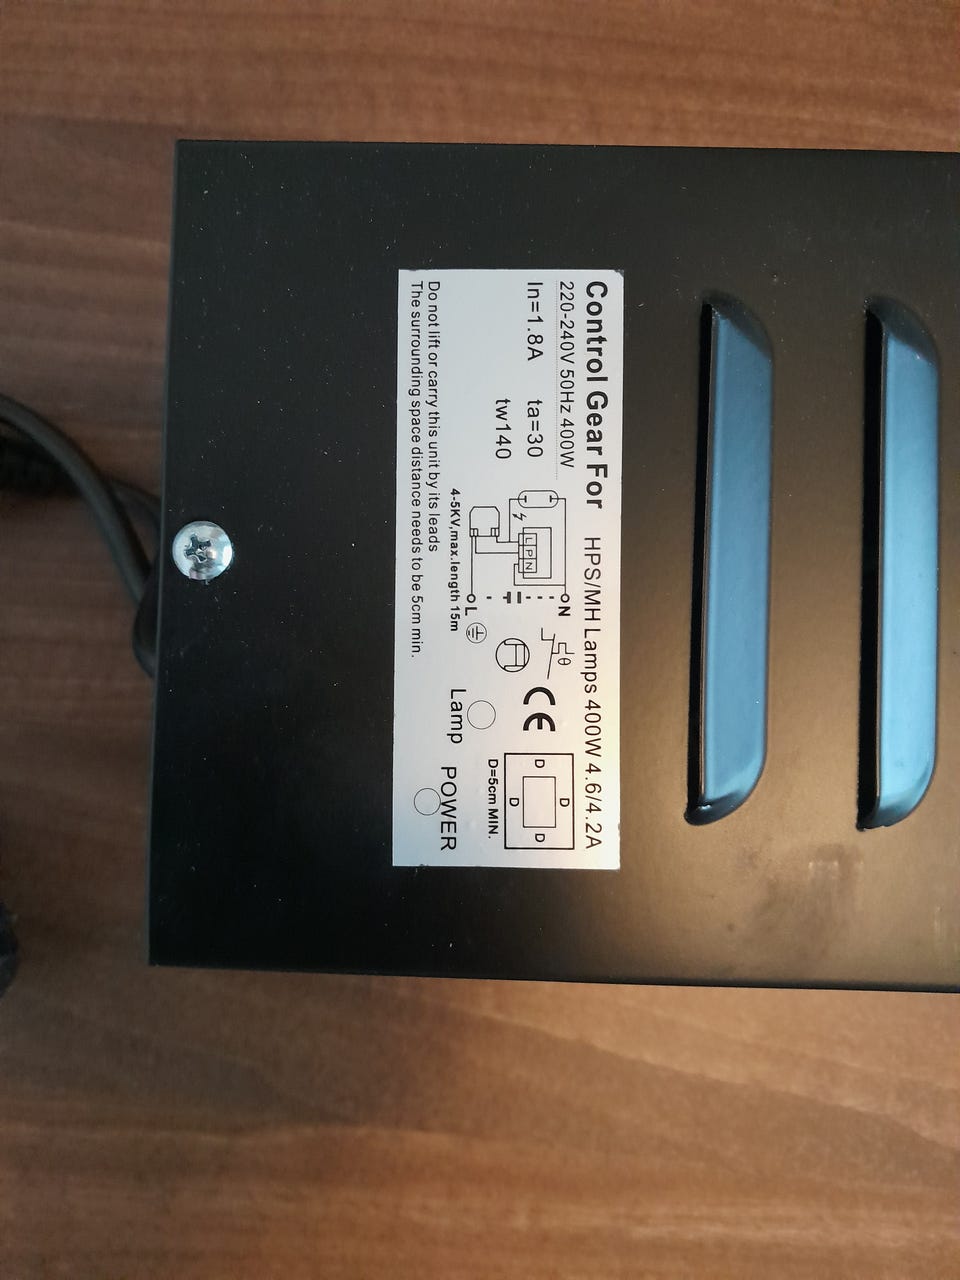 Control Gear For HPS/MH Lamps 400W 4.6/4.2A
220-240V 50Hz 400W
In=1.8A ta=30
tw140
L P N
N
L
θ
4-5KV,max.length 15m
CE
D
D
D
D
D=5cm MIN.
Lamp
POWER
Do not lift or carry this unit by its leads
The surrounding space distance needs to be 5cm min.